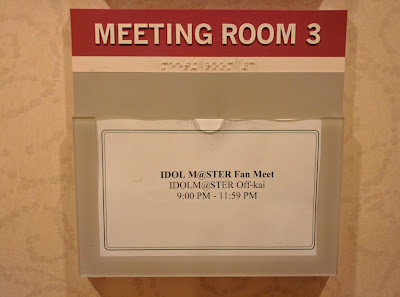 MEETING ROOM 3
IDOL M@STER Fan Meet
IDOLM@STER Off-kai
9:00 PM - 11:59 PM